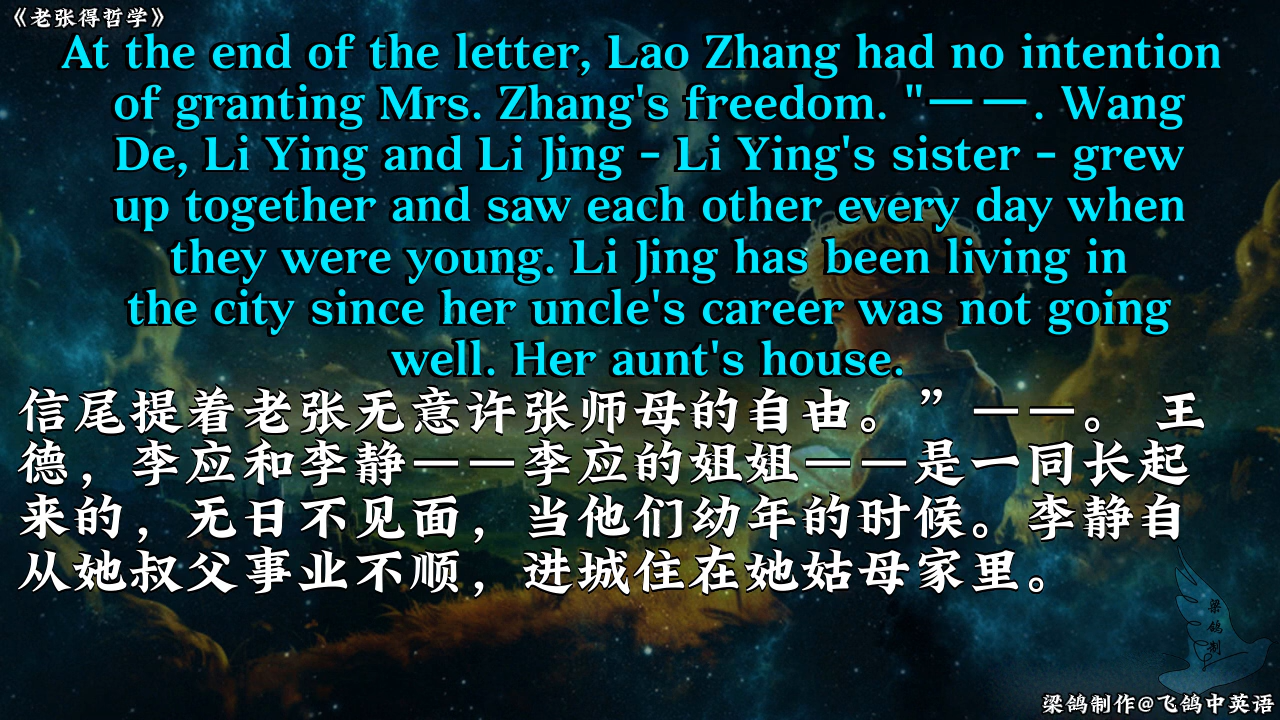 《老张得哲学》
At the end of the letter, Lao Zhang had no intention
of granting Mrs. Zhang's freedom. "——. Wang
De, Li Ying and Li Jing - Li Ying's sister - grew
up together and saw each other every day when
they were young. Li Jing has been living in
the city since her uncle's career was not going
well. Her aunt's house.
信尾提着老张无意许张师母的自由。”——。 王
德，李应和李静——李应的姐姐——是一同长起
来的，无日不见面，当他们幼年的时候。李静自
从她叔父事业不顺，进城住在她姑母家里。
梁鸽制
梁鸽制作@飞鸽中英语